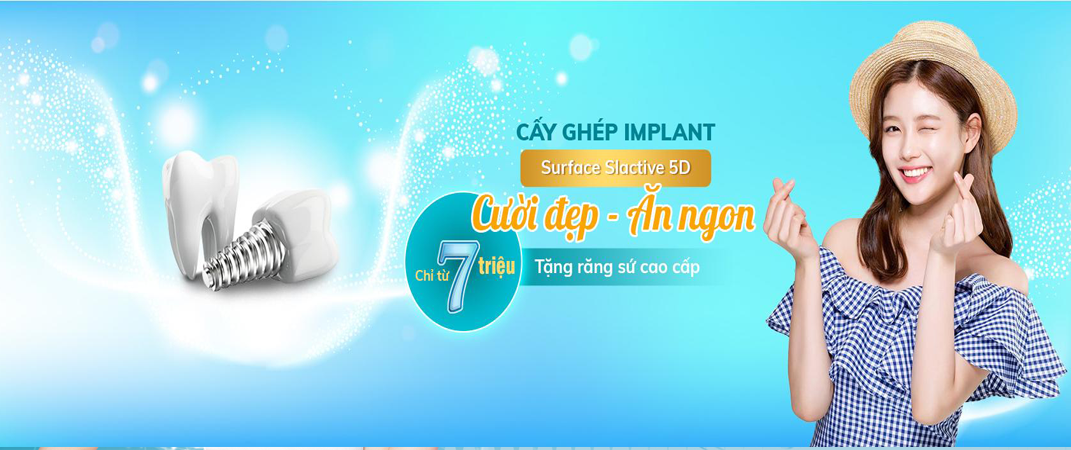 CẤY GHÉP IMPLANT
Surface Slactive 5D
Cười đẹp - Ăn ngon
Chỉ từ 7 triệu
Tặng răng sứ cao cấp